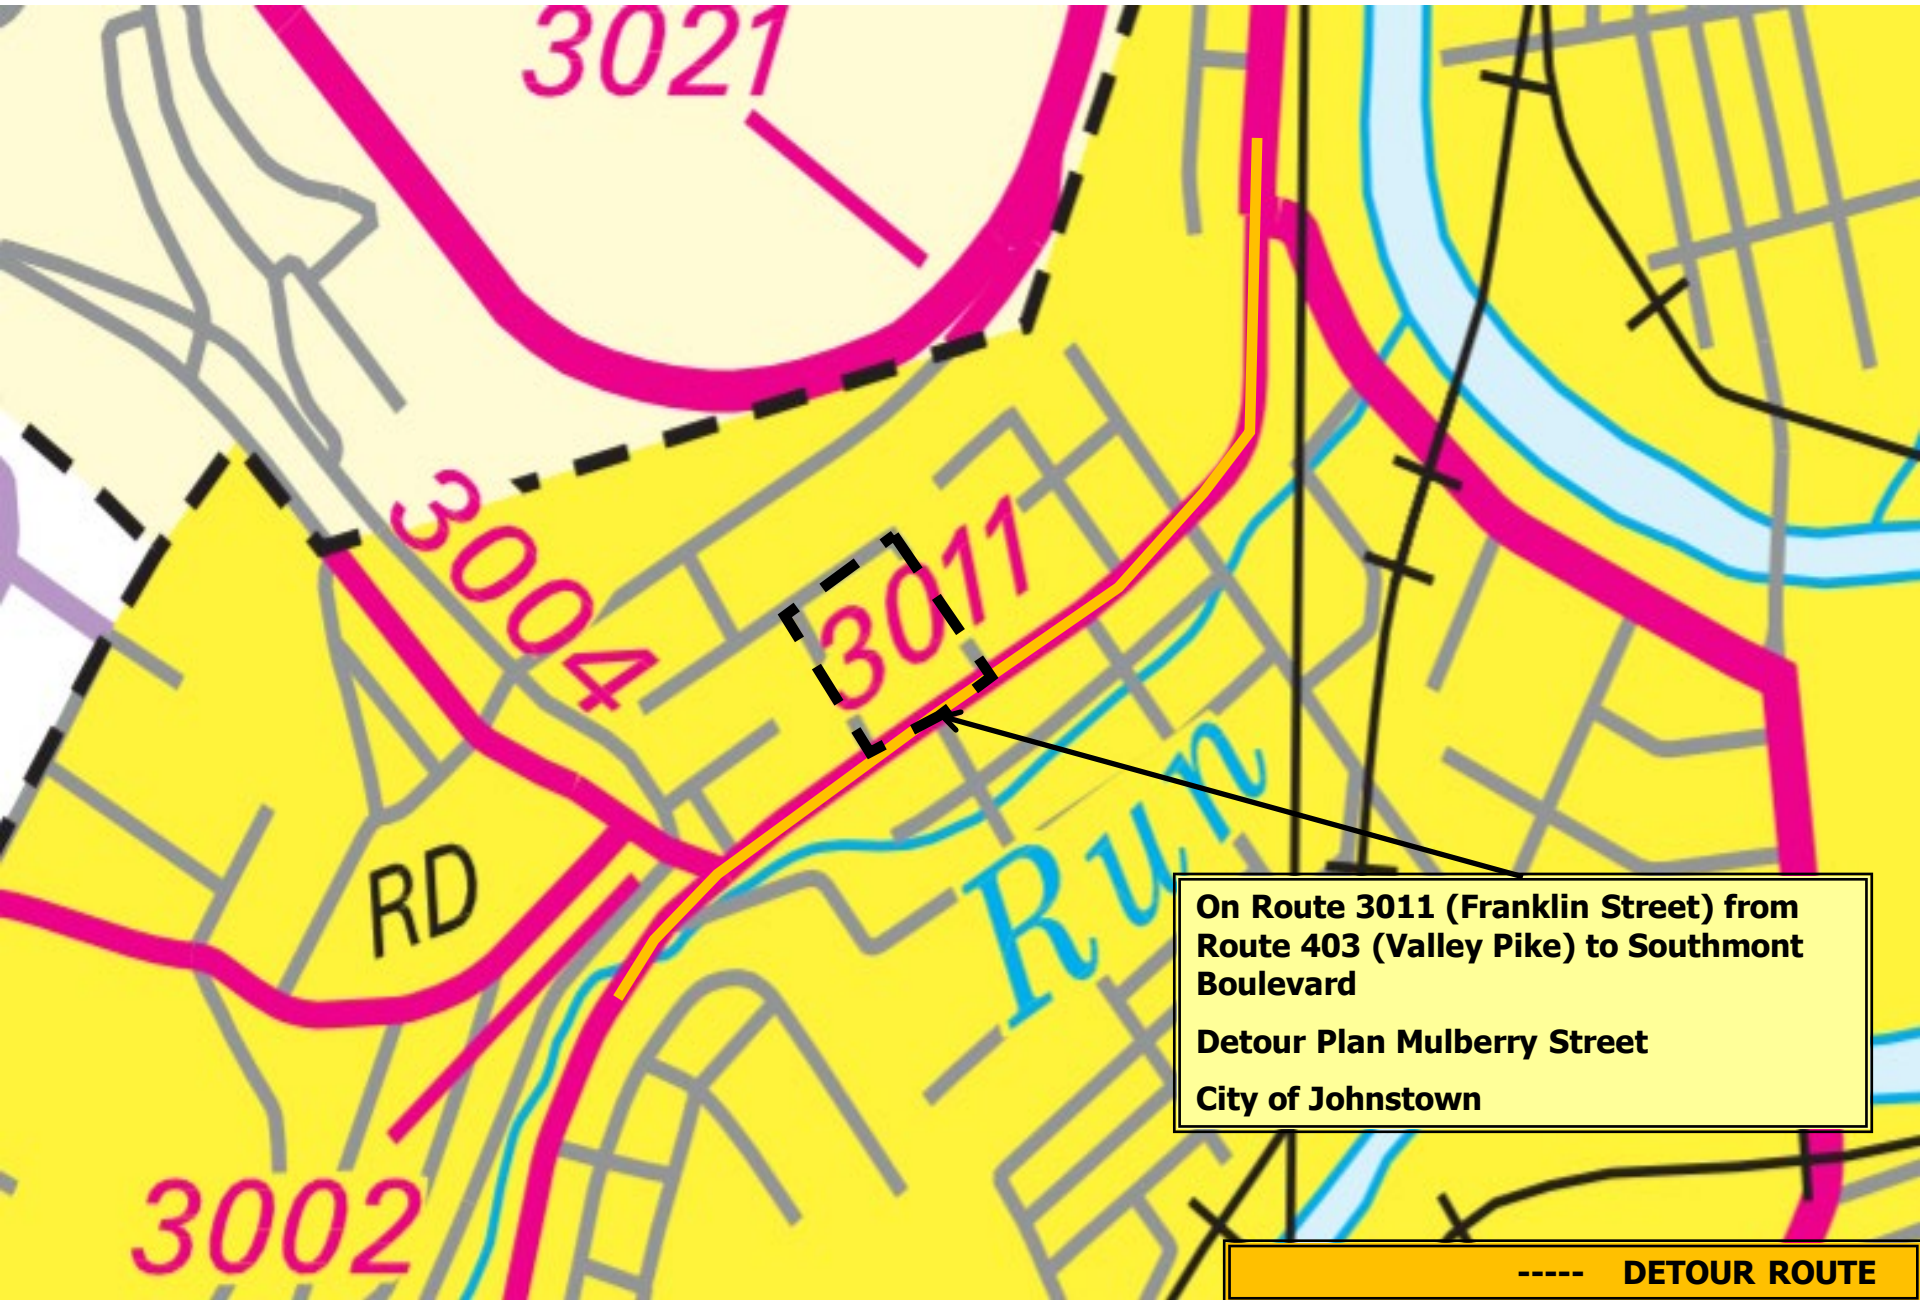 3021
3004
3011
RD
Run
On Route 3011 (Franklin Street) from
Route 403 (Valley Pike) to Southmont
Boulevard
Detour Plan Mulberry Street
City of Johnstown
3002
----- DETOUR ROUTE